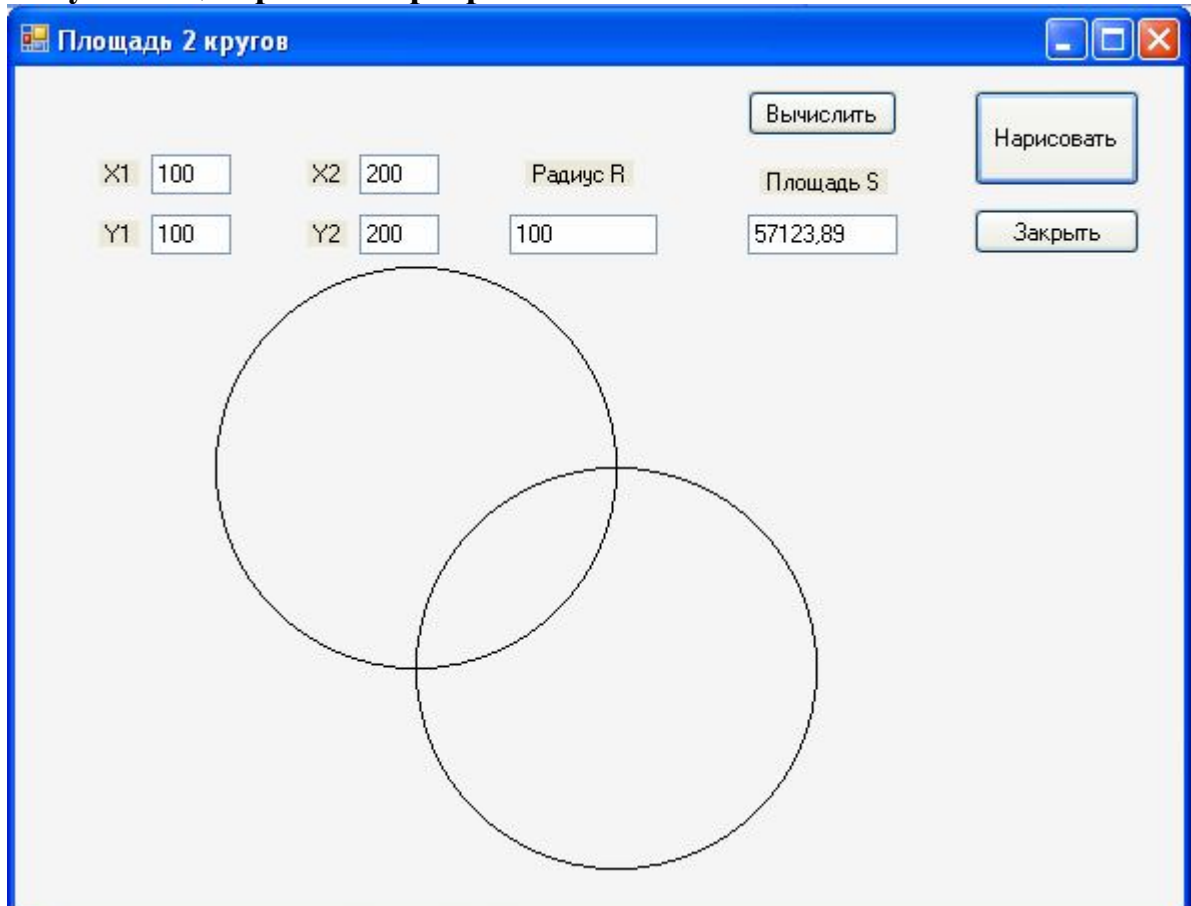 Площадь 2 кругов
Вычислить
Нарисовать
X1 100 X2 200 Радиус R Площадь S
Y1 100 Y2 200 100 57123,89 Закрыть